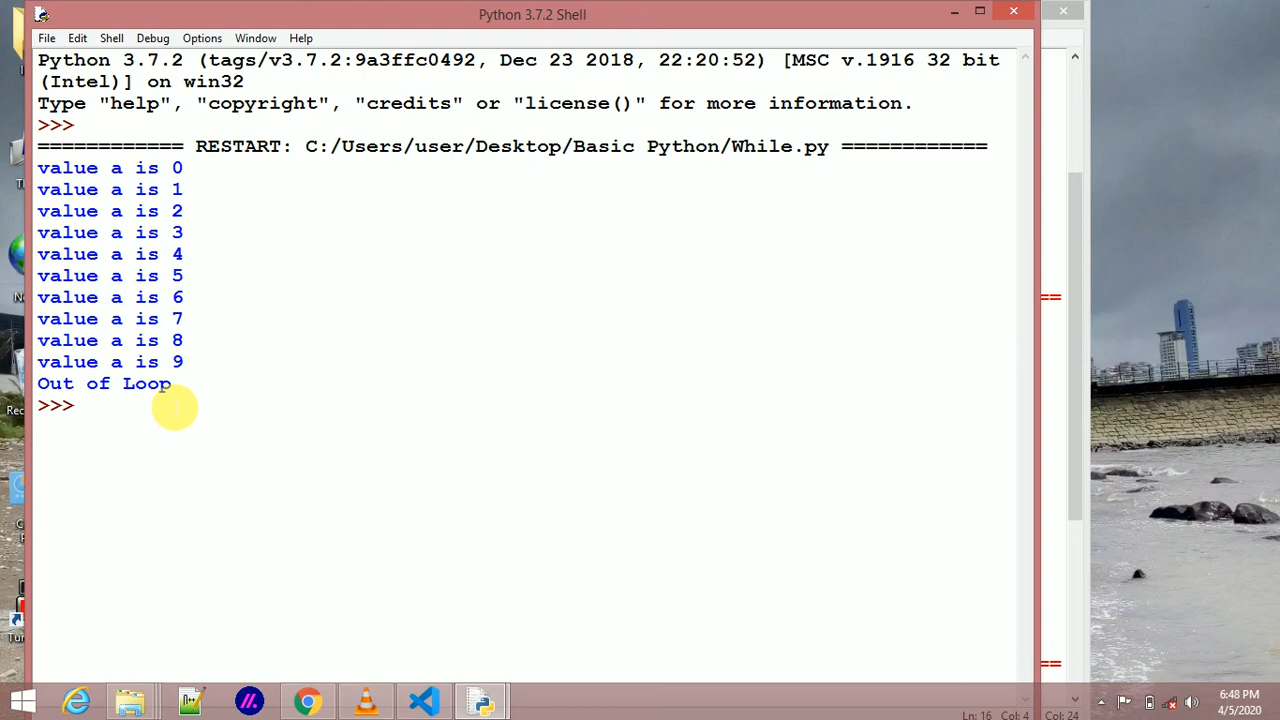 Python 3.7.2 Shell
File Edit Shell Debug Options Window Help
Python 3.7.2 (tags/v3.7.2:9a3ffc0492, Dec 23 2018, 22:20:52) [MSC v.1916 32 bit
(Intel)] on win32
Type "help", "copyright", "credits" or "license()" for more information.
>>>
============ RESTART: C:/Users/user/Desktop/Basic Python/While.py ============
value a is 0
value a is 1
value a is 2
value a is 3
value a is 4
value a is 5
value a is 6
value a is 7
value a is 8
value a is 9
Out of Loop
>>>
==
==
Rec
Ln: 16 Col: 4
Col: 24
6:48 PM
4/5/2020